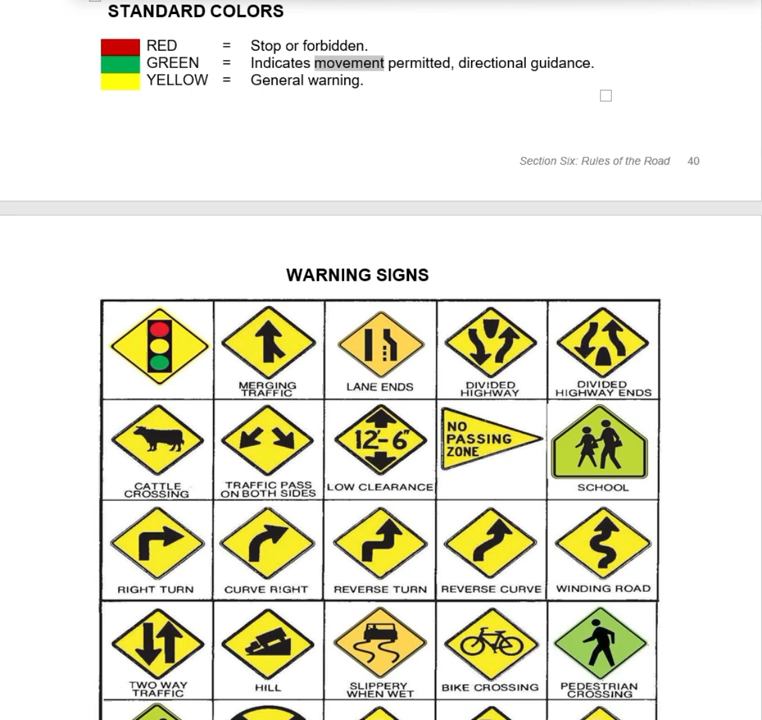 STANDARD COLORS
RED = Stop or forbidden.
GREEN = Indicates movement permitted, directional guidance.
YELLOW = General warning.
Section Six: Rules of the Road 40
WARNING SIGNS
MERGING
TRAFFIC
LANE ENDS
DIVIDED
HIGHWAY
DIVIDED
HIGHWAY ENDS
CATTLE
CROSSING
TRAFFIC PASS
ON BOTH SIDES
12'-6"
LOW CLEARANCE
NO
PASSING
ZONE
SCHOOL
RIGHT TURN
CURVE RIGHT
REVERSE TURN
REVERSE CURVE
WINDING ROAD
TWO WAY
TRAFFIC
HILL
SLIPPERY
WHEN WET
BIKE CROSSING
PEDESTRIAN
CROSSING